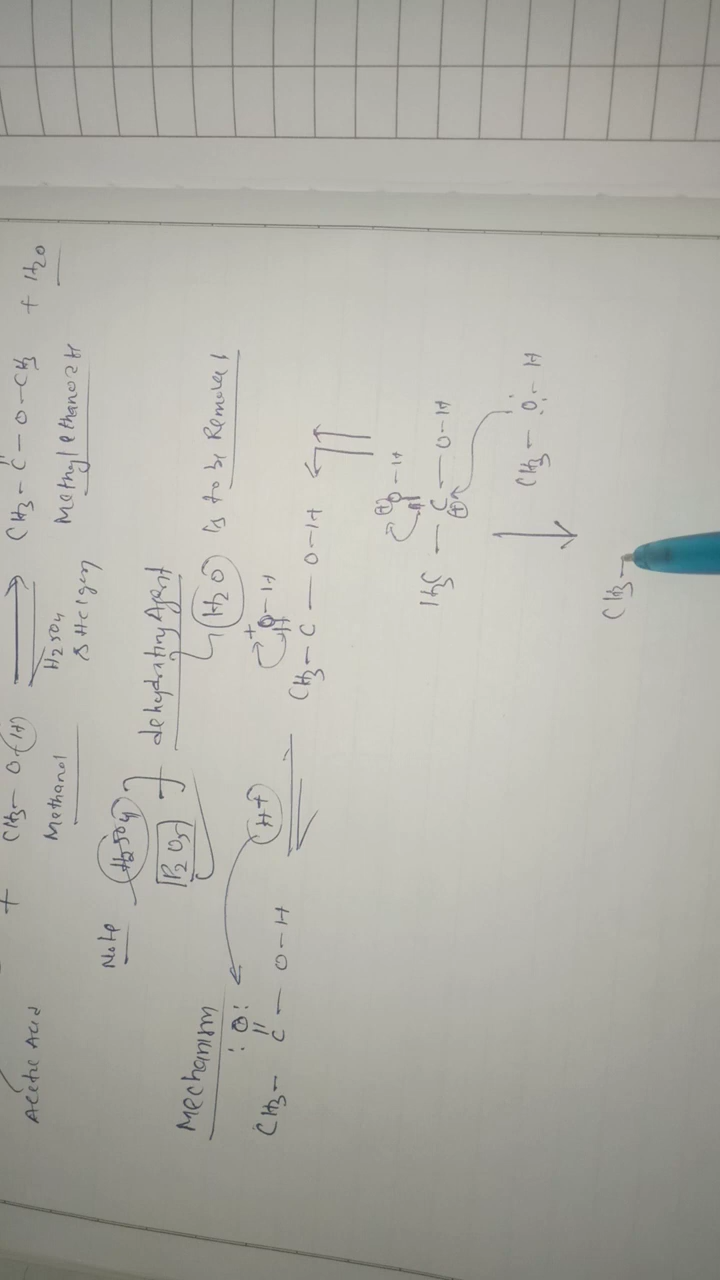 O
+ CH3 - O-(H) ⇌ CH3 - C - O - CH3 + H2O
Acetic Acid Methanol H2SO4 Methyl ethanoate
Note H2SO4 } dehydrating Agent
P2O5 H2O is to be Removed
Mechanism
:O: H+ +O-H
CH3 - C - O - H ⇌ CH3 - C - O - H
O-H
CH3 - C - O - H
CH3 - O - H
CH3 -